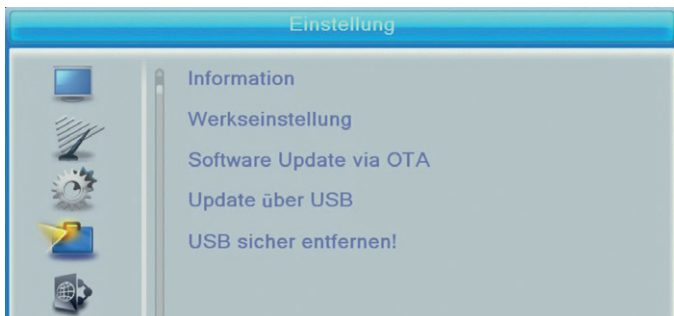 Einstellung
Information
Werkseinstellung
Software Update via OTA
Update über USB
USB sicher entfernen!